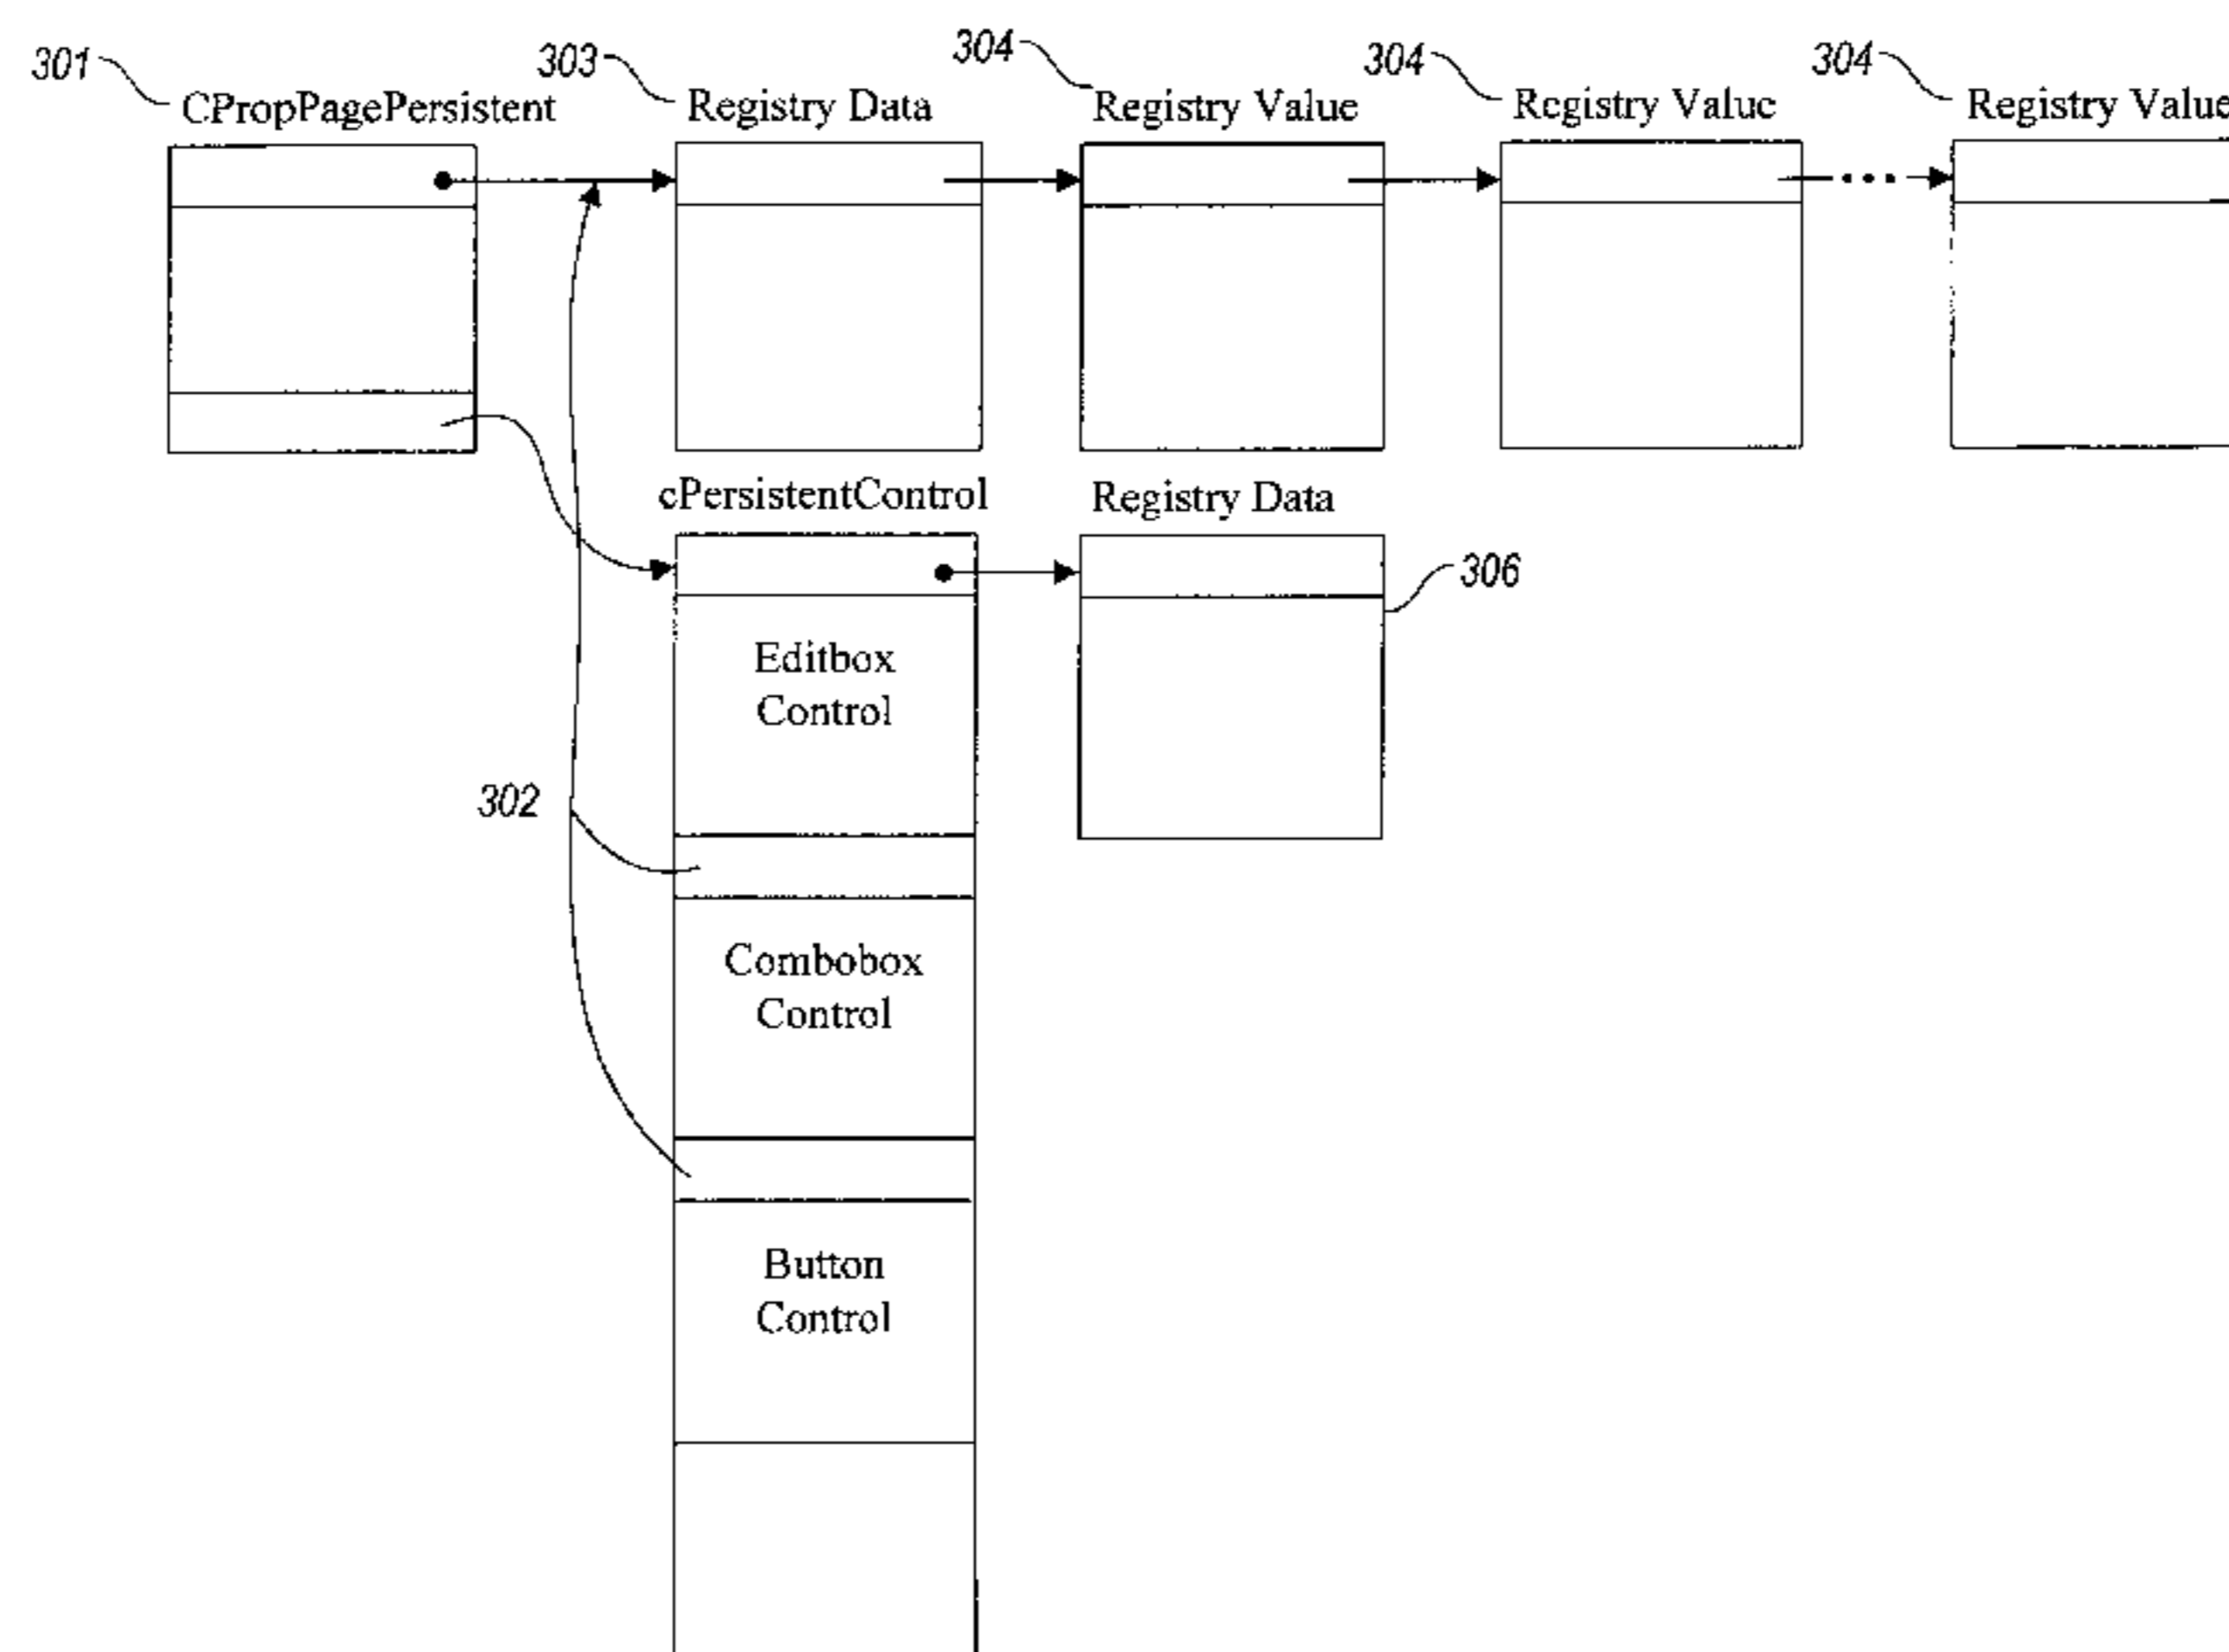 301 303 304 304 304
CPropPagePersistent Registry Data Registry Value Registry Value Registry Value
cPersistentControl Registry Data
306
Editbox
Control
302
Combobox
Control
Button
Control